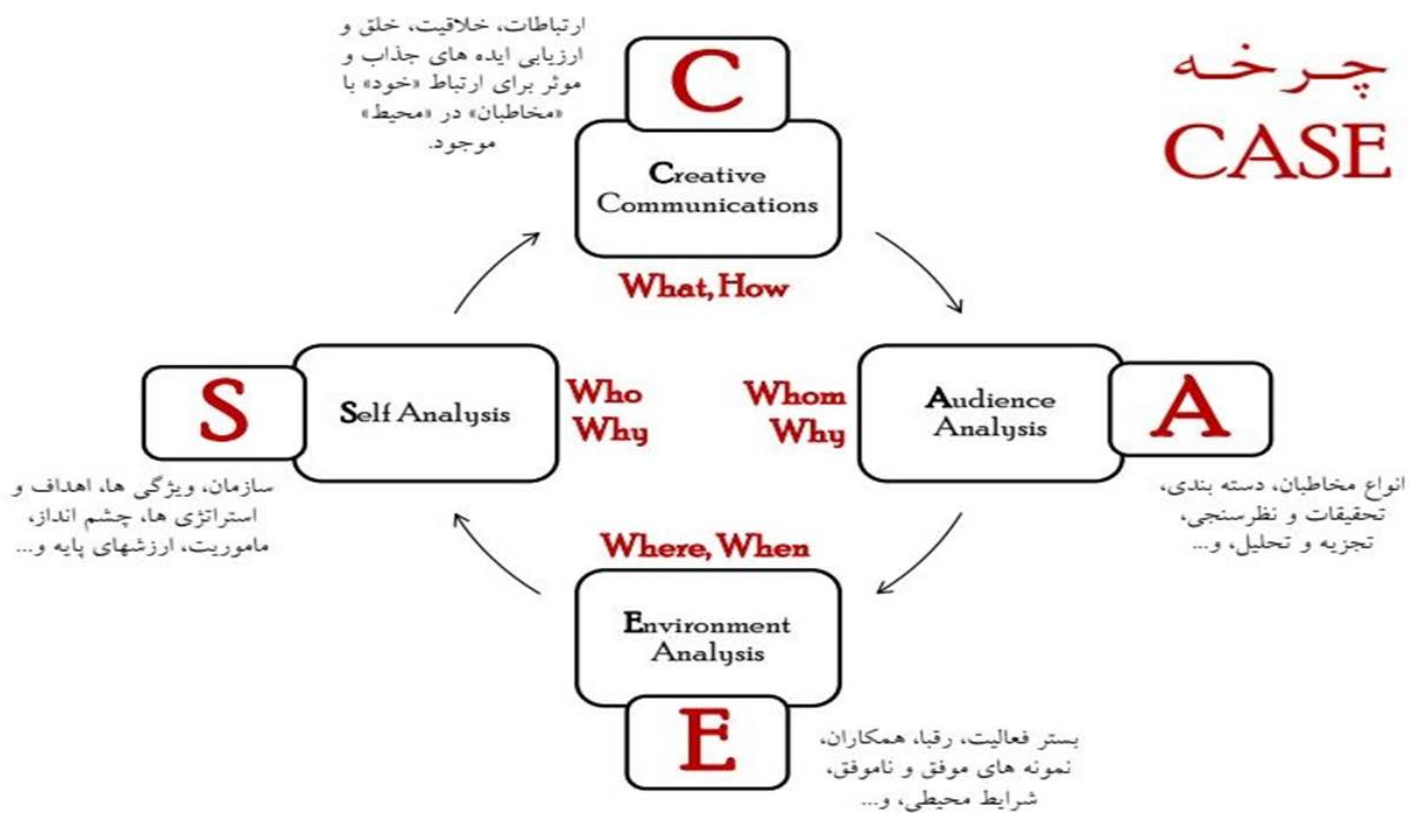 چرخه
CASE
ارتباطات، خلاقیت، خلق و
ارزیابی ایده های جذاب و
موثر برای ارتباط «خود» با
«مخاطبان» در «محیط»
موجود.
C
Creative
Communications
What, How
A
Audience
Analysis
Whom
Why
انواع مخاطبان، دسته بندی،
تحقیقات و نظرسنجی،
تجزیه و تحلیل، و...
S
Self Analysis
Who
Why
سازمان، ویژگی ها، اهداف و
استراتژی ها، چشم انداز،
ماموریت، ارزشهای پایه و...
Where, When
Environment
Analysis
E
بستر فعالیت، رقبا، همکاران،
نمونه های موفق و ناموفق،
شرایط محیطی، و...